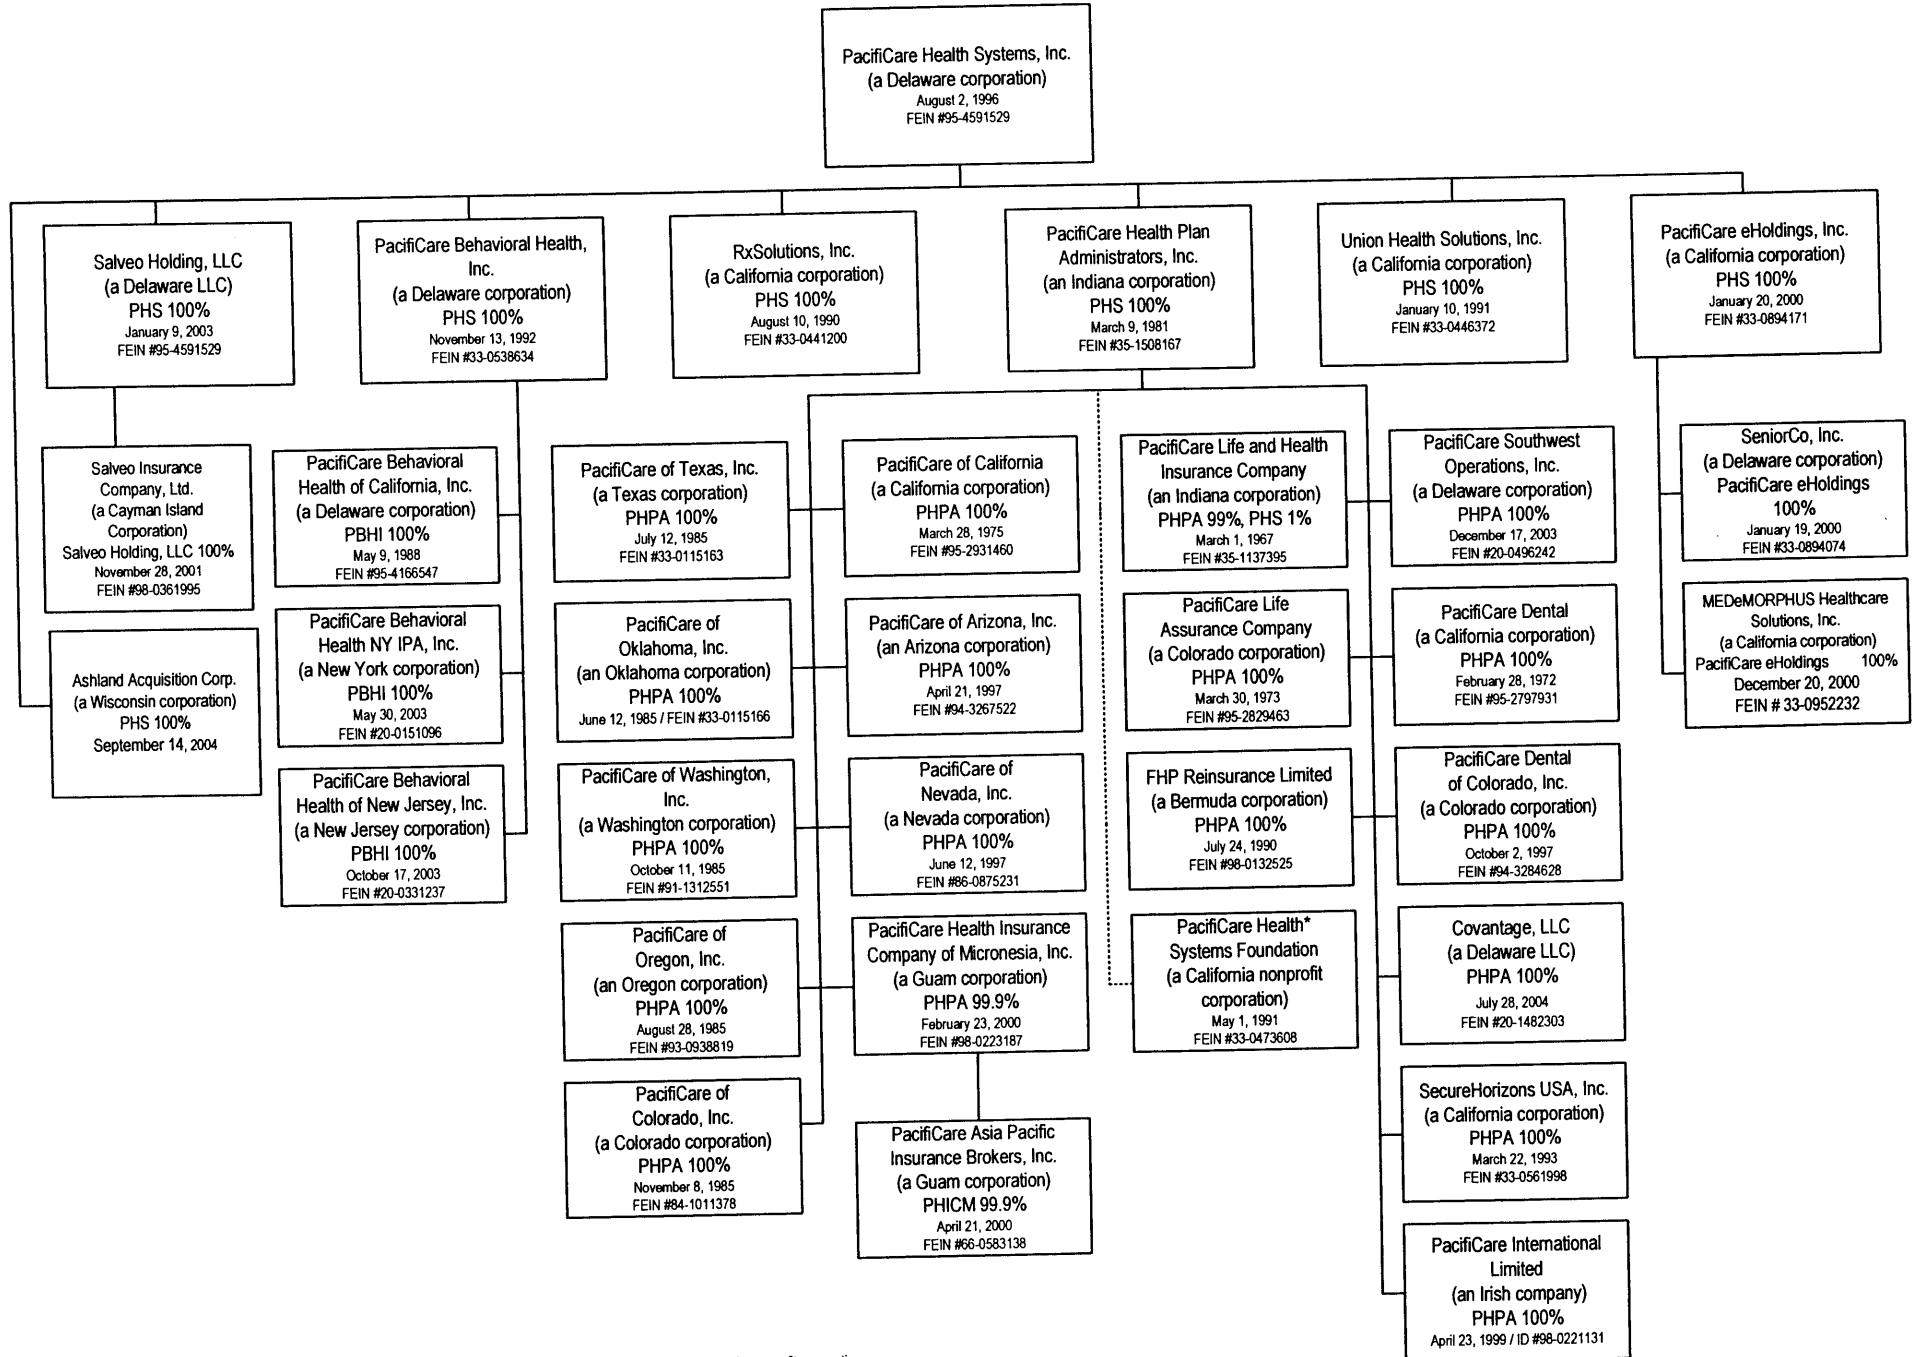 PacifiCare Health Systems, Inc.
(a Delaware corporation)
August 2, 1996
FEIN #95-4591529
Salveo Holding, LLC
(a Delaware LLC)
PHS 100%
January 9, 2003
FEIN #95-4591529
PacifiCare Behavioral Health,
Inc.
(a Delaware corporation)
PHS 100%
November 13, 1992
FEIN #33-0538634
RxSolutions, Inc.
(a California corporation)
PHS 100%
August 10, 1990
FEIN #33-0441200
PacifiCare Health Plan
Administrators, Inc.
(an Indiana corporation)
PHS 100%
March 9, 1981
FEIN #35-1508167
Union Health Solutions, Inc.
(a California corporation)
PHS 100%
January 10, 1991
FEIN #33-0446372
PacifiCare eHoldings, Inc.
(a California corporation)
PHS 100%
January 20, 2000
FEIN #33-0894171
Salveo Insurance
Company, Ltd.
(a Cayman Island
Corporation)
Salveo Holding, LLC 100%
November 28, 2001
FEIN #98-0361995
PacifiCare Behavioral
Health of California, Inc.
(a Delaware corporation)
PBHI 100%
May 9, 1988
FEIN #95-4166547
PacifiCare of Texas, Inc.
(a Texas corporation)
PHPA 100%
July 12, 1985
FEIN #33-0115163
PacifiCare of California
(a California corporation)
PHPA 100%
March 28, 1975
FEIN #95-2931460
PacifiCare Life and Health
Insurance Company
(an Indiana corporation)
PHPA 99%, PHS 1%
March 1, 1967
FEIN #35-1137395
PacifiCare Southwest
Operations, Inc.
(a Delaware corporation)
PHPA 100%
December 17, 2003
FEIN #20-0496242
SeniorCo, Inc.
(a Delaware corporation)
PacifiCare eHoldings
100%
January 19, 2000
FEIN #33-0894074
Ashland Acquisition Corp.
(a Wisconsin corporation)
PHS 100%
September 14, 2004
PacifiCare Behavioral
Health NY IPA, Inc.
(a New York corporation)
PBHI 100%
May 30, 2003
FEIN #20-0151096
PacifiCare of
Oklahoma, Inc.
(an Oklahoma corporation)
PHPA 100%
June 12, 1985 / FEIN #33-0115166
PacifiCare of Arizona, Inc.
(an Arizona corporation)
PHPA 100%
April 21, 1997
FEIN #94-3267522
PacifiCare Life
Assurance Company
(a Colorado corporation)
PHPA 100%
March 30, 1973
FEIN #95-2829463
PacifiCare Dental
(a California corporation)
PHPA 100%
February 28, 1972
FEIN #95-2797931
MEDeMORPHUS Healthcare
Solutions, Inc.
(a California corporation)
PacifiCare eHoldings 100%
December 20, 2000
FEIN # 33-0952232
PacifiCare Behavioral
Health of New Jersey, Inc.
(a New Jersey corporation)
PBHI 100%
October 17, 2003
FEIN #20-0331237
PacifiCare of Washington,
Inc.
(a Washington corporation)
PHPA 100%
October 11, 1985
FEIN #91-1312551
PacifiCare of
Nevada, Inc.
(a Nevada corporation)
PHPA 100%
June 12, 1997
FEIN #86-0875231
FHP Reinsurance Limited
(a Bermuda corporation)
PHPA 100%
July 24, 1990
FEIN #98-0132525
PacifiCare Dental
of Colorado, Inc.
(a Colorado corporation)
PHPA 100%
October 2, 1997
FEIN #94-3284628
PacifiCare of
Oregon, Inc.
(an Oregon corporation)
PHPA 100%
August 28, 1985
FEIN #93-0938819
PacifiCare Health Insurance
Company of Micronesia, Inc.
(a Guam corporation)
PHPA 99.9%
February 23, 2000
FEIN #98-0223187
PacifiCare Health*
Systems Foundation
(a California nonprofit
corporation)
May 1, 1991
FEIN #33-0473608
Covantage, LLC
(a Delaware LLC)
PHPA 100%
July 28, 2004
FEIN #20-1482303
PacifiCare of
Colorado, Inc.
(a Colorado corporation)
PHPA 100%
November 8, 1985
FEIN #84-1011378
PacifiCare Asia Pacific
Insurance Brokers, Inc.
(a Guam corporation)
PHICM 99.9%
April 21, 2000
FEIN #66-0583138
SecureHorizons USA, Inc.
(a California corporation)
PHPA 100%
March 22, 1993
FEIN #33-0561998
PacifiCare International
Limited
(an Irish company)
PHPA 100%
April 23, 1999 / ID #98-0221131